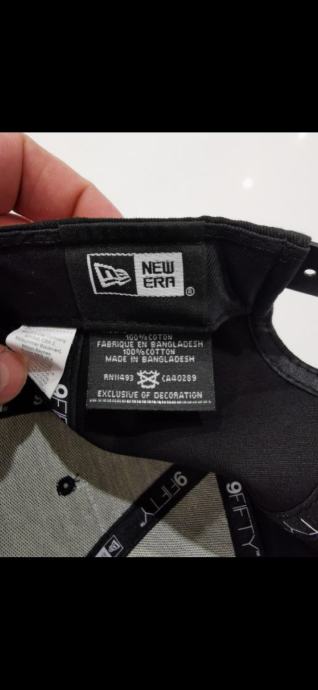 NEW
ERA
®
100%COTTON
FABRIQUE EN BANGLADESH
100%COTTON
MADE IN BANGLADESH
RN11493 CA40289
EXCLUSIVE OF DECORATION
9FIFTY
9FIFTY
9FIFTY